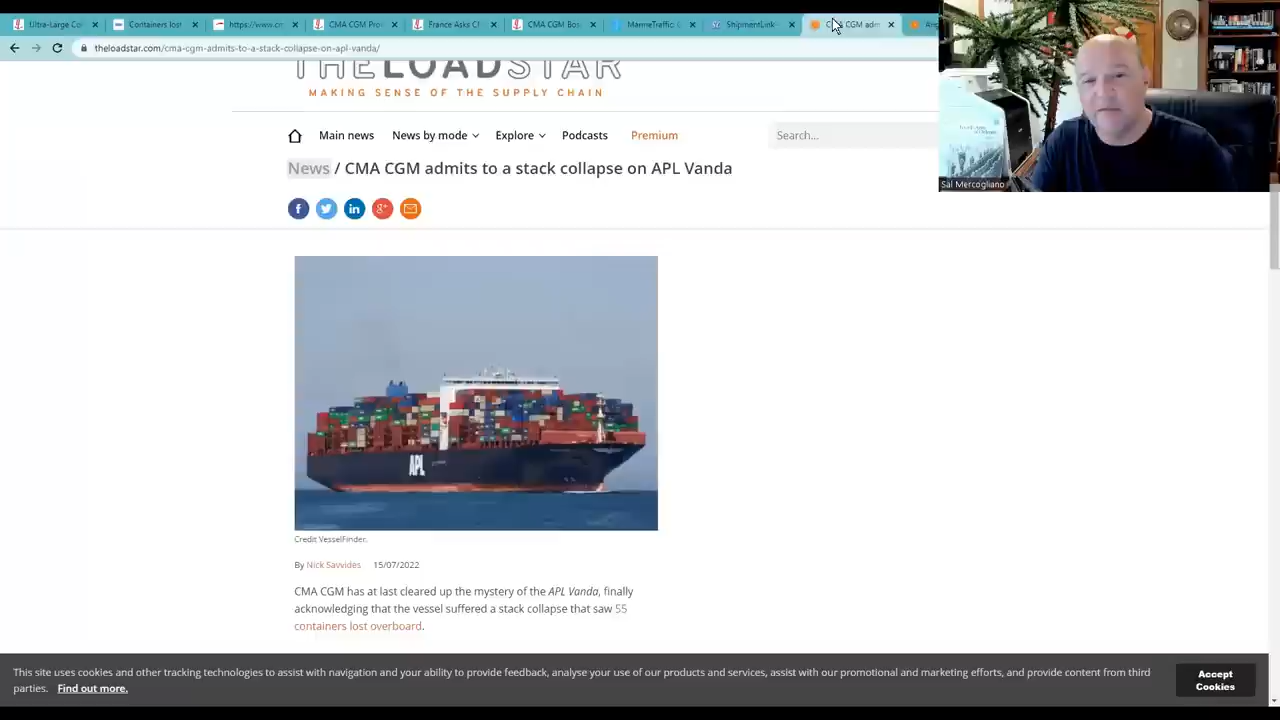 Ultra-Large Co
Containers lost
https://www.cn
CMA CGM Pro
France Asks C
CMA CGM Bos
MarineTraffic G
ShipmentLink
CMA CGM adm
theloadstar.com/cma-cgm-admits-to-a-stack-collapse-on-apl-vanda/
THELOADSTAR
MAKING SENSE OF THE SUPPLY CHAIN
Main news News by mode Explore Podcasts Premium Search...
News / CMA CGM admits to a stack collapse on APL Vanda
APL
Credit VesselFinder.
By Nick Savvides 15/07/2022
CMA CGM has at last cleared up the mystery of the APL Vanda, finally
acknowledging that the vessel suffered a stack collapse that saw 55
containers lost overboard.
Sal Mercogliano
This site uses cookies and other tracking technologies to assist with navigation and your ability to provide feedback, analyse your use of our products and services, assist with our promotional and marketing efforts, and provide content from third
parties. Find out more.
Accept
Cookies